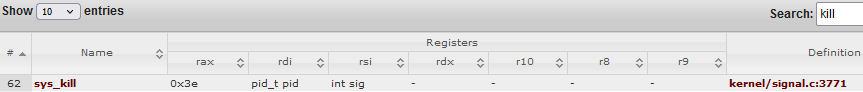 Show 10 entries Search: kill
# Name Registers Definition
rax rdi rsi rdx r10 r8 r9
62 sys_kill 0x3e pid_t pid int sig - - - - kernel/signal.c:3771